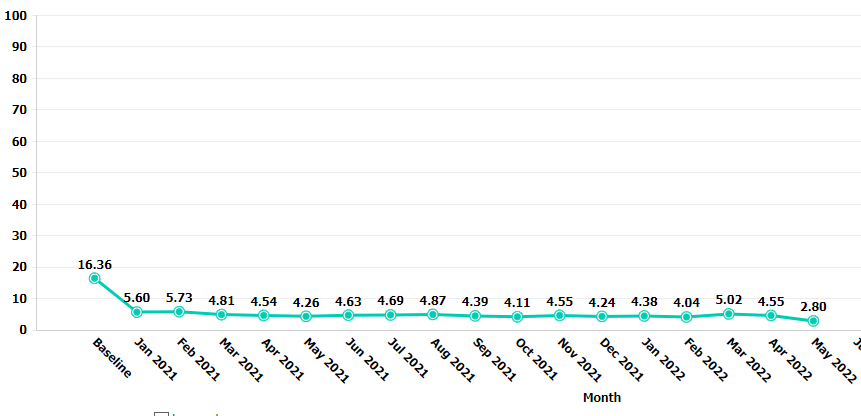 100
90
80
70
60
50
40
30
20
10
0
16.36
5.60
5.73
4.81
4.54
4.26
4.63
4.69
4.87
4.39
4.11
4.55
4.24
4.38
4.04
5.02
4.55
2.80
Baseline
Jan 2021
Feb 2021
Mar 2021
Apr 2021
May 2021
Jun 2021
Jul 2021
Aug 2021
Sep 2021
Oct 2021
Nov 2021
Dec 2021
Jan 2022
Feb 2022
Mar 2022
Apr 2022
May 2022
Month